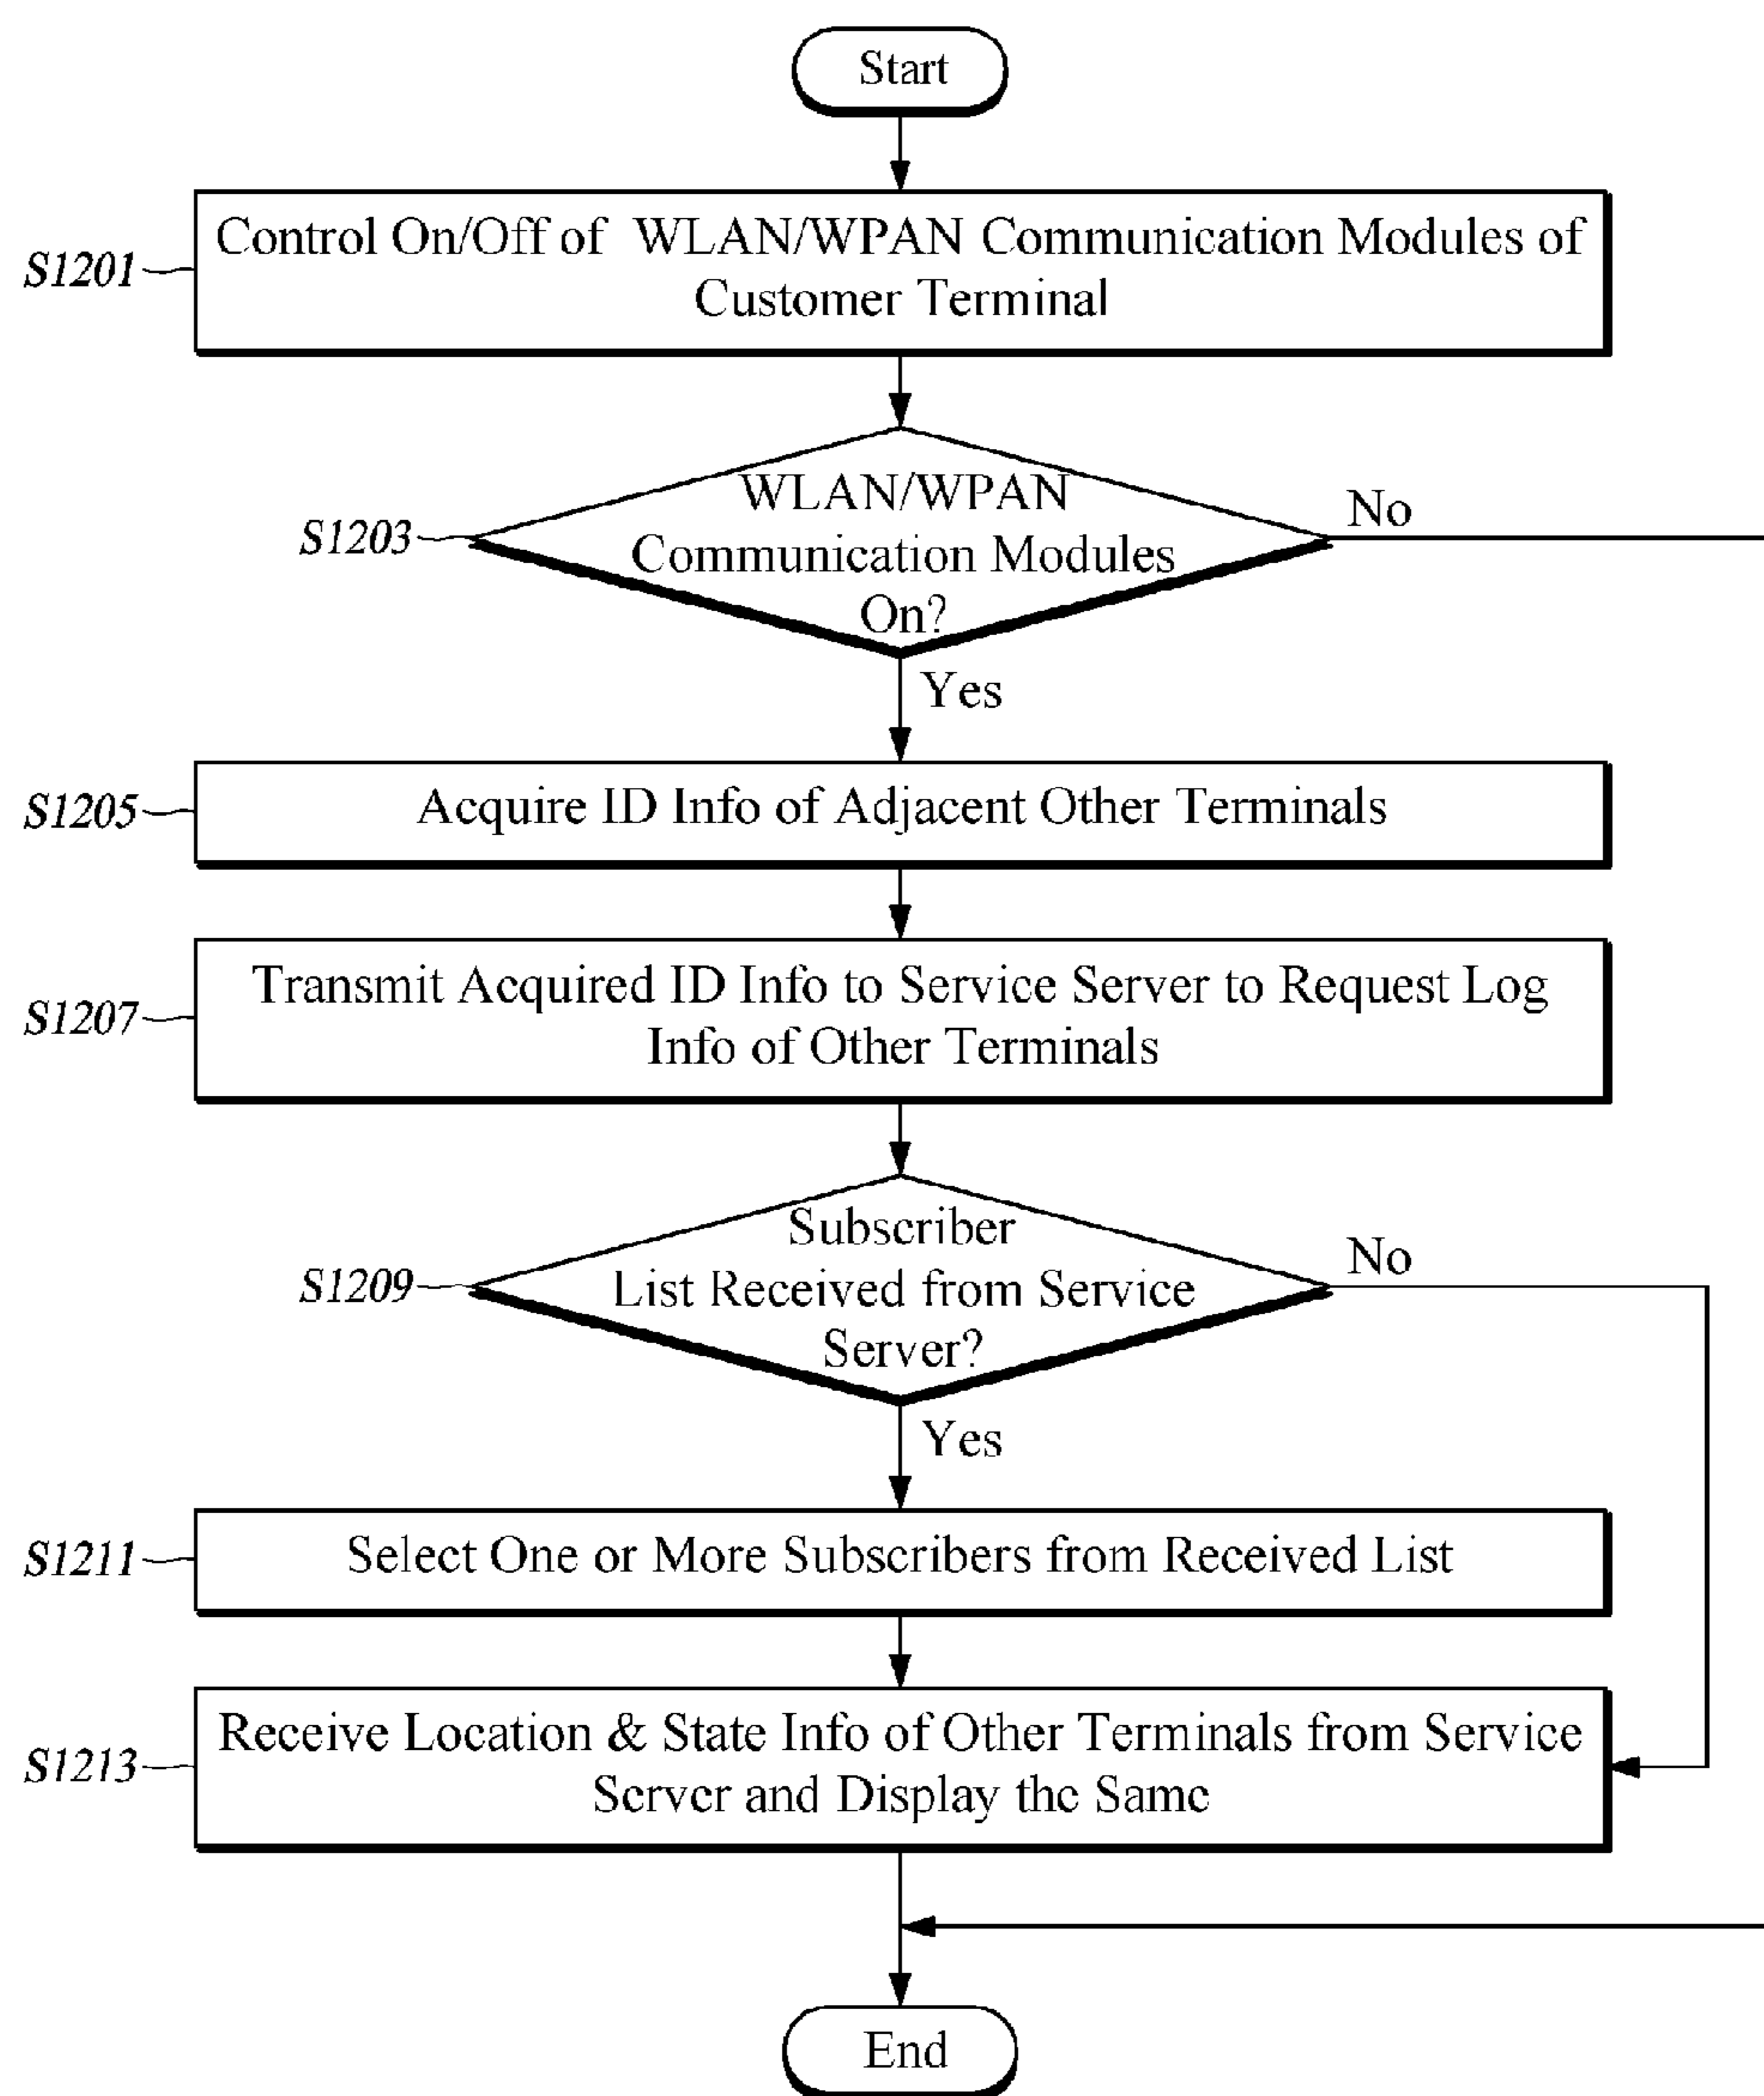 Start
S1201
Control On/Off of WLAN/WPAN Communication Modules of
Customer Terminal
S1203
WLAN/WPAN
Communication Modules
On?
No
Yes
S1205
Acquire ID Info of Adjacent Other Terminals
S1207
Transmit Acquired ID Info to Service Server to Request Log
Info of Other Terminals
S1209
Subscriber
List Received from Service
Server?
No
Yes
S1211
Select One or More Subscribers from Received List
S1213
Receive Location & State Info of Other Terminals from Service
Server and Display the Same
End